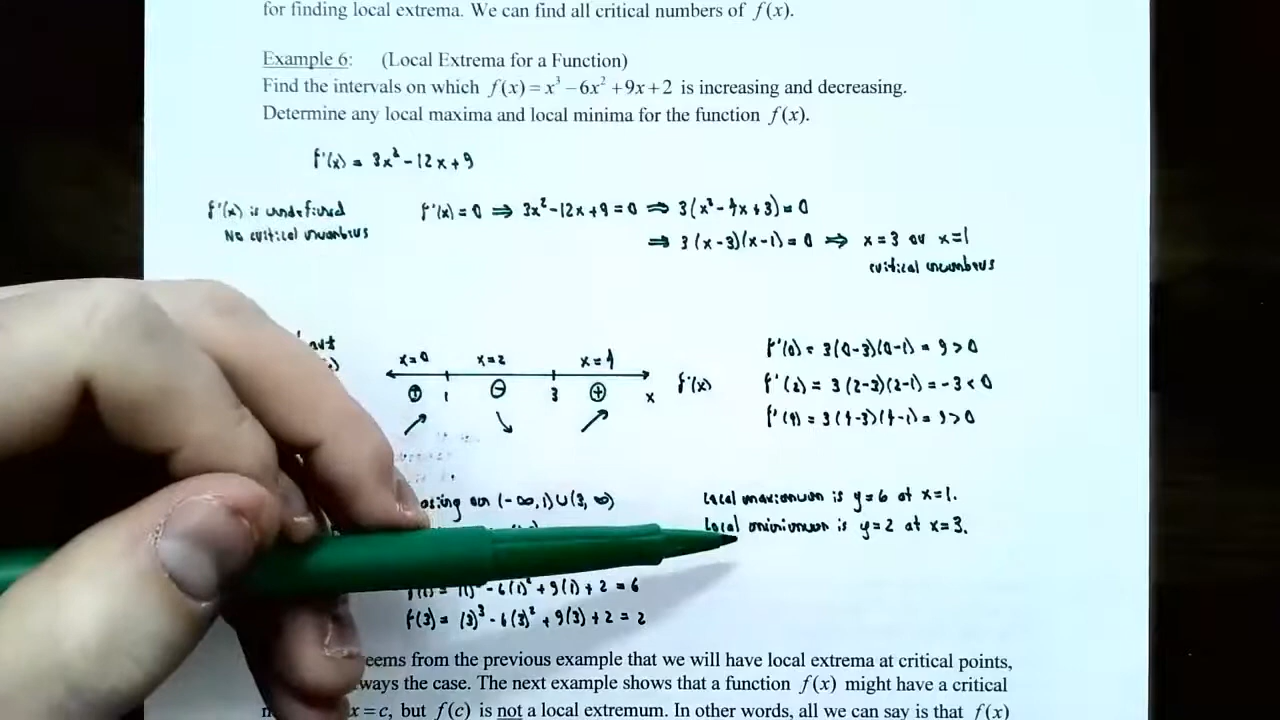 for finding local extrema. We can find all critical numbers of f(x).
Example 6: (Local Extrema for a Function)
Find the intervals on which f(x) = x³ − 6x² + 9x + 2 is increasing and decreasing.
Determine any local maxima and local minima for the function f(x).
f'(x) = 3x² - 12x + 9
f'(x) is undefined
No critical numbers
f'(x) = 0 ⇒ 3x² - 12x + 9 = 0 ⇒ 3(x² - 4x + 3) = 0
⇒ 3(x - 3)(x - 1) = 0 ⇒ x = 3 or x = 1
critical numbers
x=0 x=2 x=4
⊕ 1 ⊖ 3 ⊕ x f'(x)
f'(0) = 3(0-3)(0-1) = 9 > 0
f'(2) = 3(2-3)(2-1) = -3 < 0
f'(4) = 3(4-3)(4-1) = 9 > 0
(-∞, 1) ∪ (3, ∞)
Local maximum is y = 6 at x = 1.
Local minimum is y = 2 at x = 3.
- 6(1)² + 9(1) + 2 = 6
f(3) = (3)³ - 6(3)² + 9(3) + 2 = 2
from the previous example that we will have local extrema at critical points,
the case. The next example shows that a function f(x) might have a critical
x = c, but f(c) is not a local extremum. In other words, all we can say is that f(x)